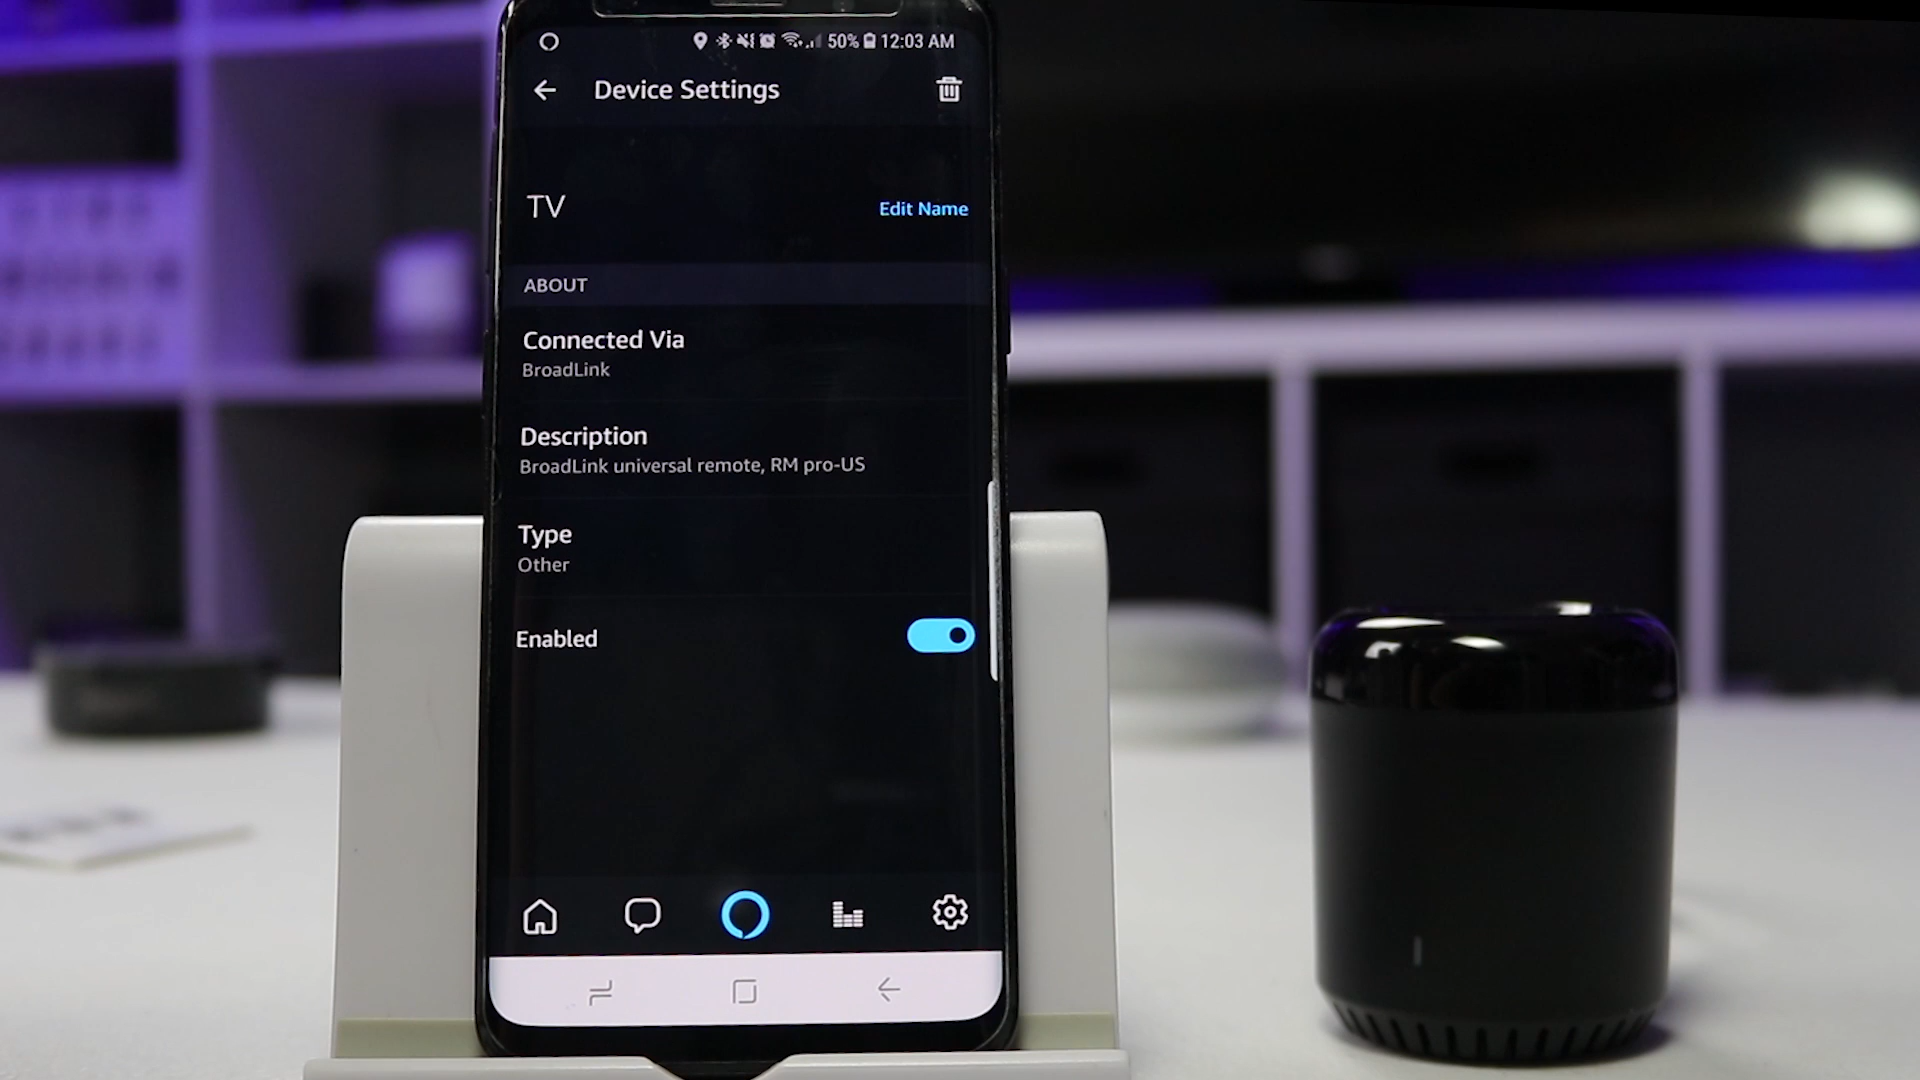 50% 12:03 AM
Device Settings
TV
Edit Name
ABOUT
Connected Via
BroadLink
Description
BroadLink universal remote, RM pro-US
Type
Other
Enabled